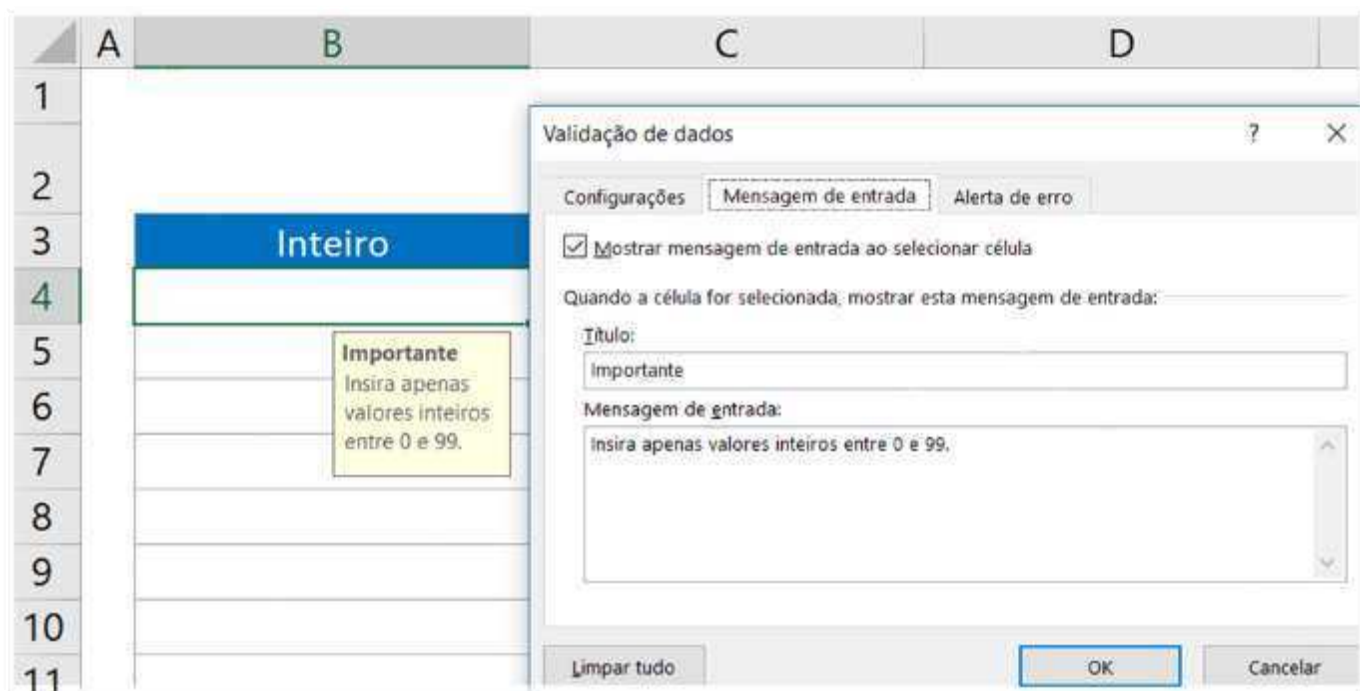 A B C D
1
2
3 Inteiro
4
5
6
7
8
9
10
11
Importante
Insira apenas
valores inteiros
entre 0 e 99.
Validação de dados ? ×
Configurações Mensagem de entrada Alerta de erro
Mostrar mensagem de entrada ao selecionar célula
Quando a célula for selecionada, mostrar esta mensagem de entrada:
Título:
Importante
Mensagem de entrada:
Insira apenas valores inteiros entre 0 e 99.
Limpar tudo OK Cancelar